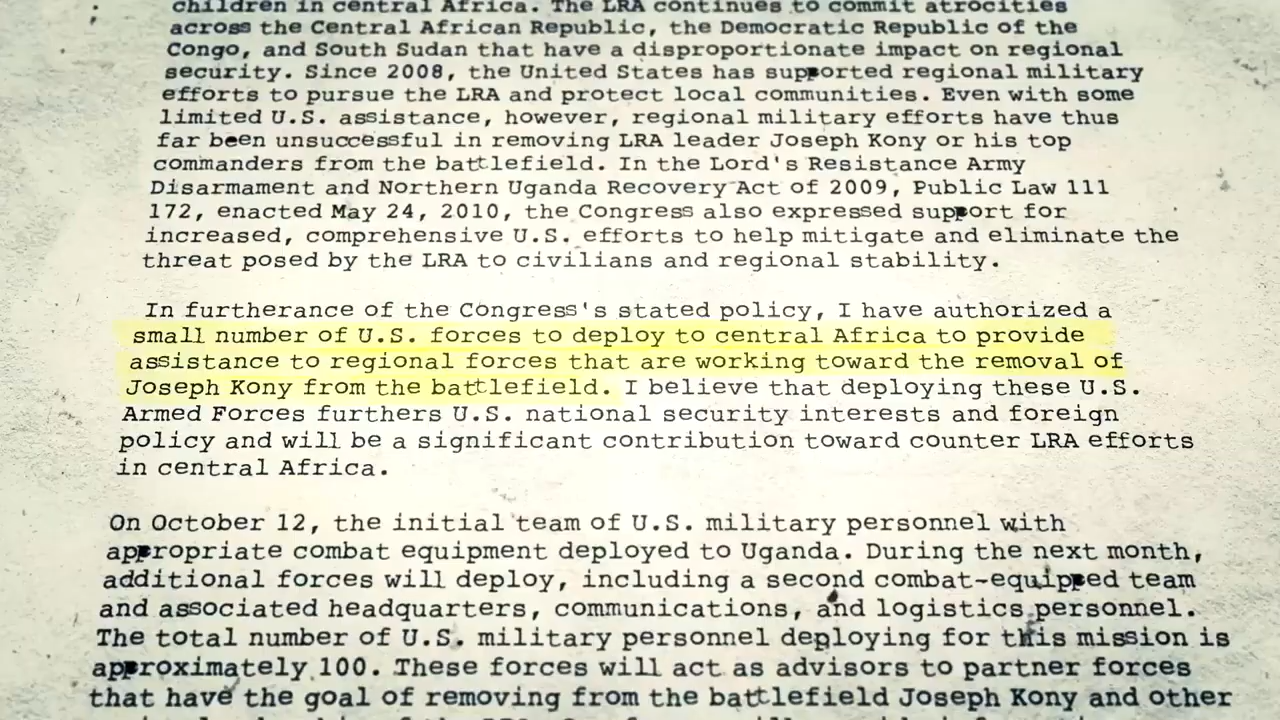 children in central Africa. The LRA continues to commit atrocities
across the Central African Republic, the Democratic Republic of the
Congo, and South Sudan that have a disproportionate impact on regional
security. Since 2008, the United States has supported regional military
efforts to pursue the LRA and protect local communities. Even with some
limited U.S. assistance, however, regional military efforts have thus
far been unsuccessful in removing LRA leader Joseph Kony or his top
commanders from the battlefield. In the Lord's Resistance Army
Disarmament and Northern Uganda Recovery Act of 2009, Public Law 111
172, enacted May 24, 2010, the Congress also expressed support for
increased, comprehensive U.S. efforts to help mitigate and eliminate the
threat posed by the LRA to civilians and regional stability.
In furtherance of the Congress's stated policy, I have authorized a
small number of U.S. forces to deploy to central Africa to provide
assistance to regional forces that are working toward the removal of
Joseph Kony from the battlefield. I believe that deploying these U.S.
Armed Forces furthers U.S. national security interests and foreign
policy and will be a significant contribution toward counter LRA efforts
in central Africa.
On October 12, the initial team of U.S. military personnel with
appropriate combat equipment deployed to Uganda. During the next month,
additional forces will deploy, including a second combat-equipped team
and associated headquarters, communications, and logistics personnel.
The total number of U.S. military personnel deploying for this mission is
approximately 100. These forces will act as advisors to partner forces
that have the goal of removing from the battlefield Joseph Kony and other